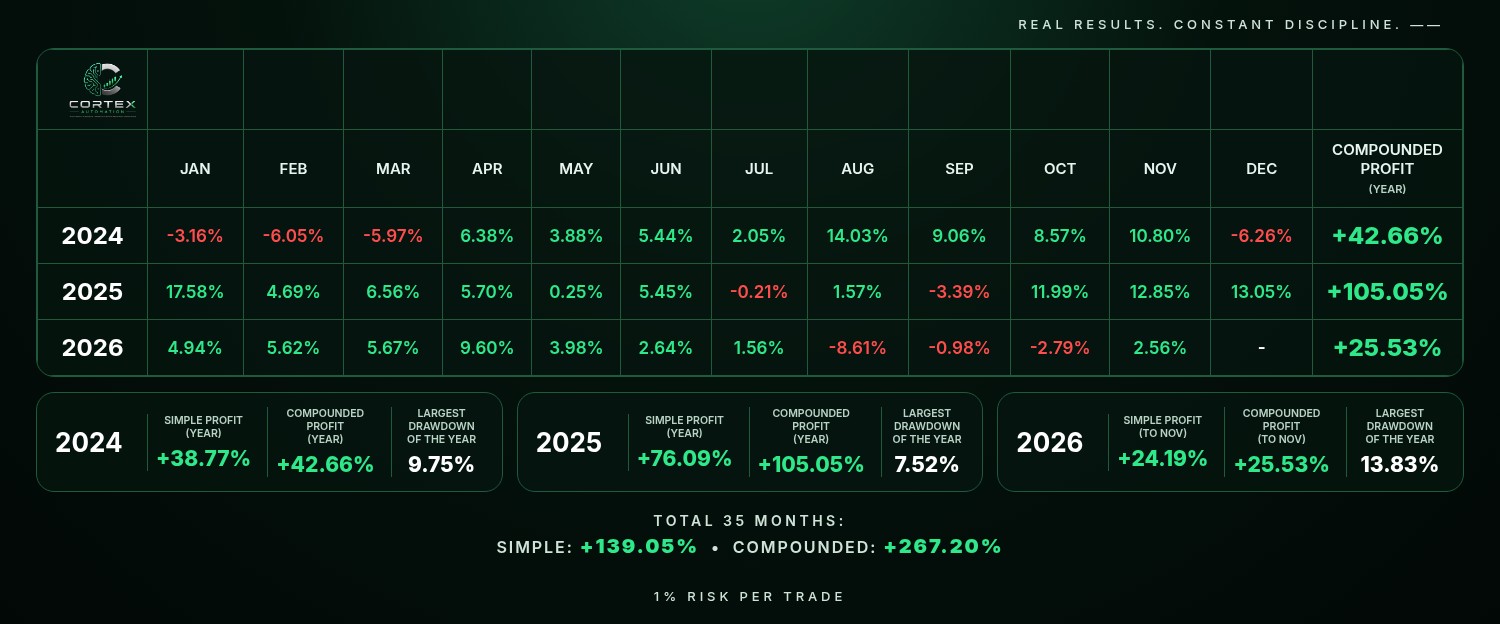 REAL RESULTS. CONSTANT DISCIPLINE. ——
CORTEX
AUTOMATION
JAN FEB MAR APR MAY JUN JUL AUG SEP OCT NOV DEC COMPOUNDED PROFIT (YEAR)
2024 -3.16% -6.05% -5.97% 6.38% 3.88% 5.44% 2.05% 14.03% 9.06% 8.57% 10.80% -6.26% +42.66%
2025 17.58% 4.69% 6.56% 5.70% 0.25% 5.45% -0.21% 1.57% -3.39% 11.99% 12.85% 13.05% +105.05%
2026 4.94% 5.62% 5.67% 9.60% 3.98% 2.64% 1.56% -8.61% -0.98% -2.79% 2.56% - +25.53%
2024
SIMPLE PROFIT
(YEAR)
+38.77%
COMPOUNDED
PROFIT
(YEAR)
+42.66%
LARGEST
DRAWDOWN
OF THE YEAR
9.75%
2025
SIMPLE PROFIT
(YEAR)
+76.09%
COMPOUNDED
PROFIT
(YEAR)
+105.05%
LARGEST
DRAWDOWN
OF THE YEAR
7.52%
2026
SIMPLE PROFIT
(TO NOV)
+24.19%
COMPOUNDED
PROFIT
(TO NOV)
+25.53%
LARGEST
DRAWDOWN
OF THE YEAR
13.83%
TOTAL 35 MONTHS:
SIMPLE: +139.05% • COMPOUNDED: +267.20%
1% RISK PER TRADE